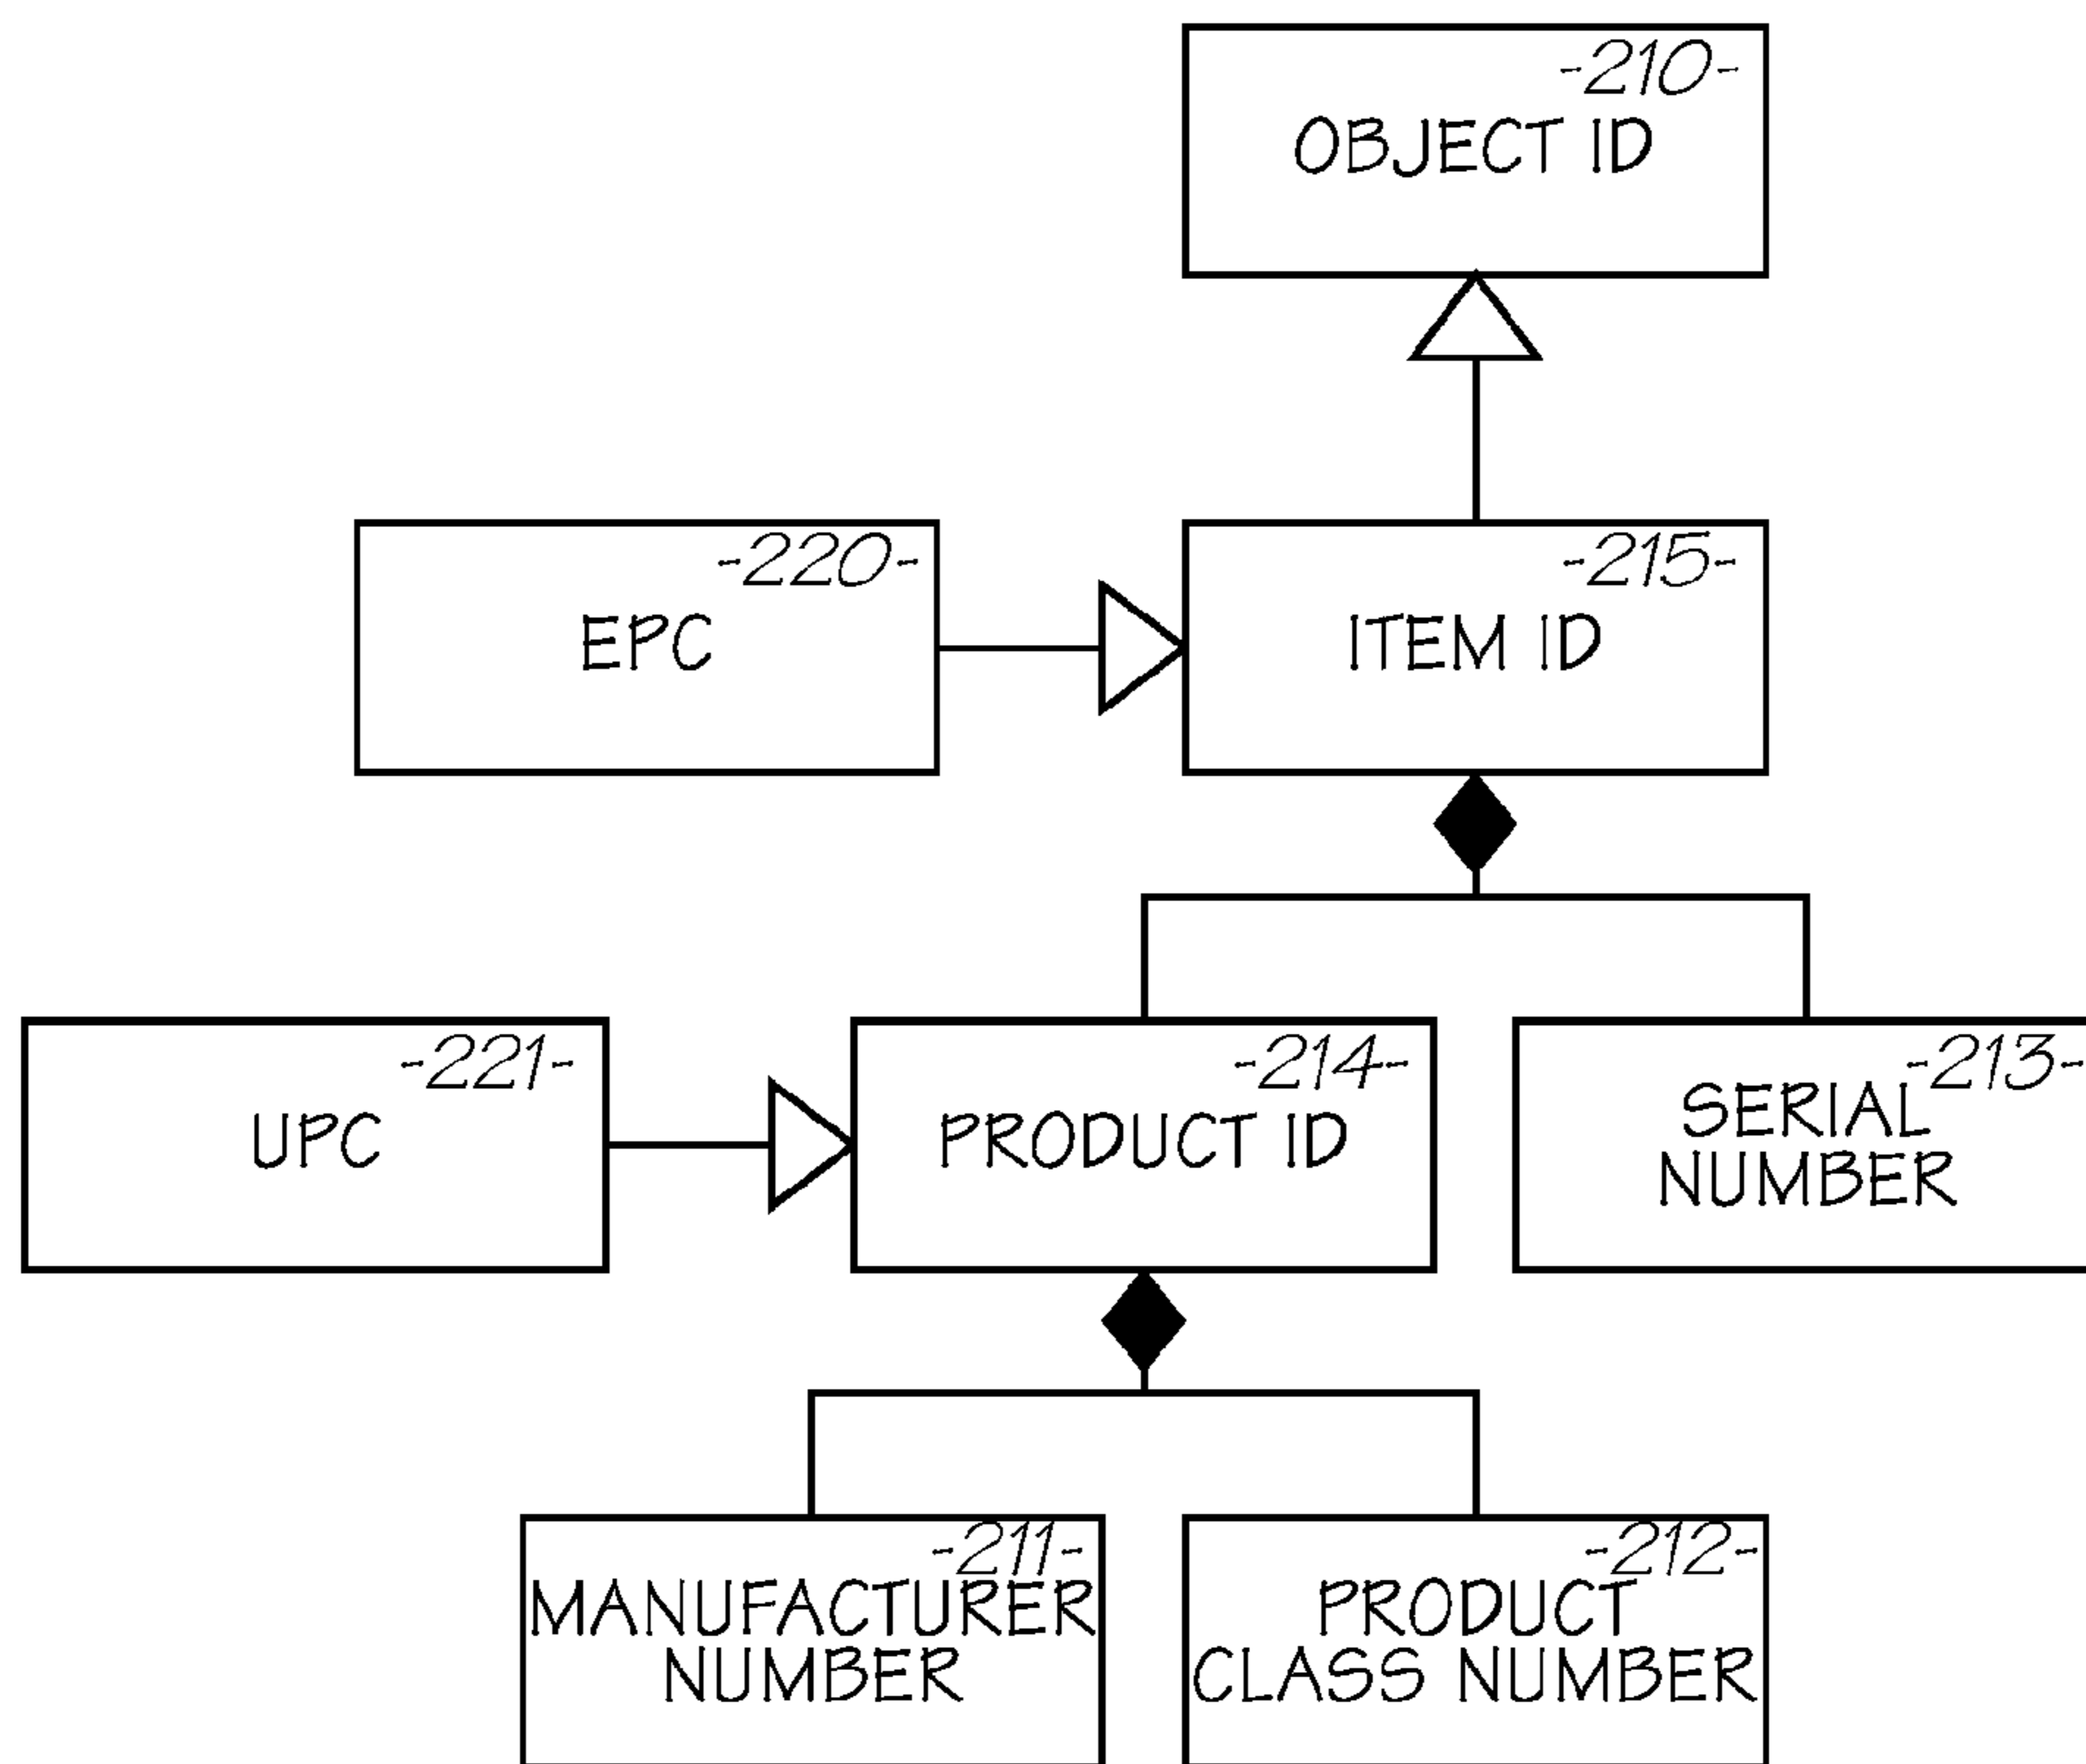 -210-
OBJECT ID
-220-
EPC
-215-
ITEM ID
-221-
UPC
-214-
PRODUCT ID
-213-
SERIAL
NUMBER
-211-
MANUFACTURER
NUMBER
-212-
PRODUCT
CLASS NUMBER